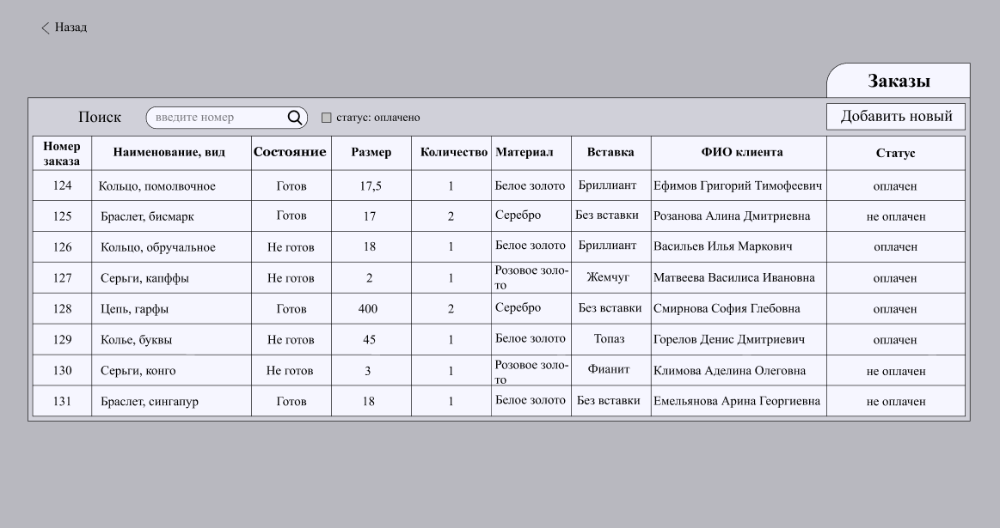 Назад
Заказы
Поиск введите номер статус: оплачено Добавить новый
Номер заказа Наименование, вид Состояние Размер Количество Материал Вставка ФИО клиента Статус
124 Кольцо, помолвочное Готов 17,5 1 Белое золото Бриллиант Ефимов Григорий Тимофеевич оплачен
125 Браслет, бисмарк Готов 17 2 Серебро Без вставки Розанова Алина Дмитриевна не оплачен
126 Кольцо, обручальное Не готов 18 1 Белое золото Бриллиант Васильев Илья Маркович оплачен
127 Серьги, капффы Не готов 2 1 Розовое золо-то Жемчуг Матвеева Василиса Ивановна оплачен
128 Цепь, гарфы Готов 400 2 Серебро Без вставки Смирнова София Глебовна оплачен
129 Колье, буквы Не готов 45 1 Белое золото Топаз Горелов Денис Дмитриевич оплачен
130 Серьги, конго Не готов 3 1 Розовое золо-то Фианит Климова Аделина Олеговна не оплачен
131 Браслет, сингапур Готов 18 1 Белое золото Без вставки Емельянова Арина Георгиевна не оплачен